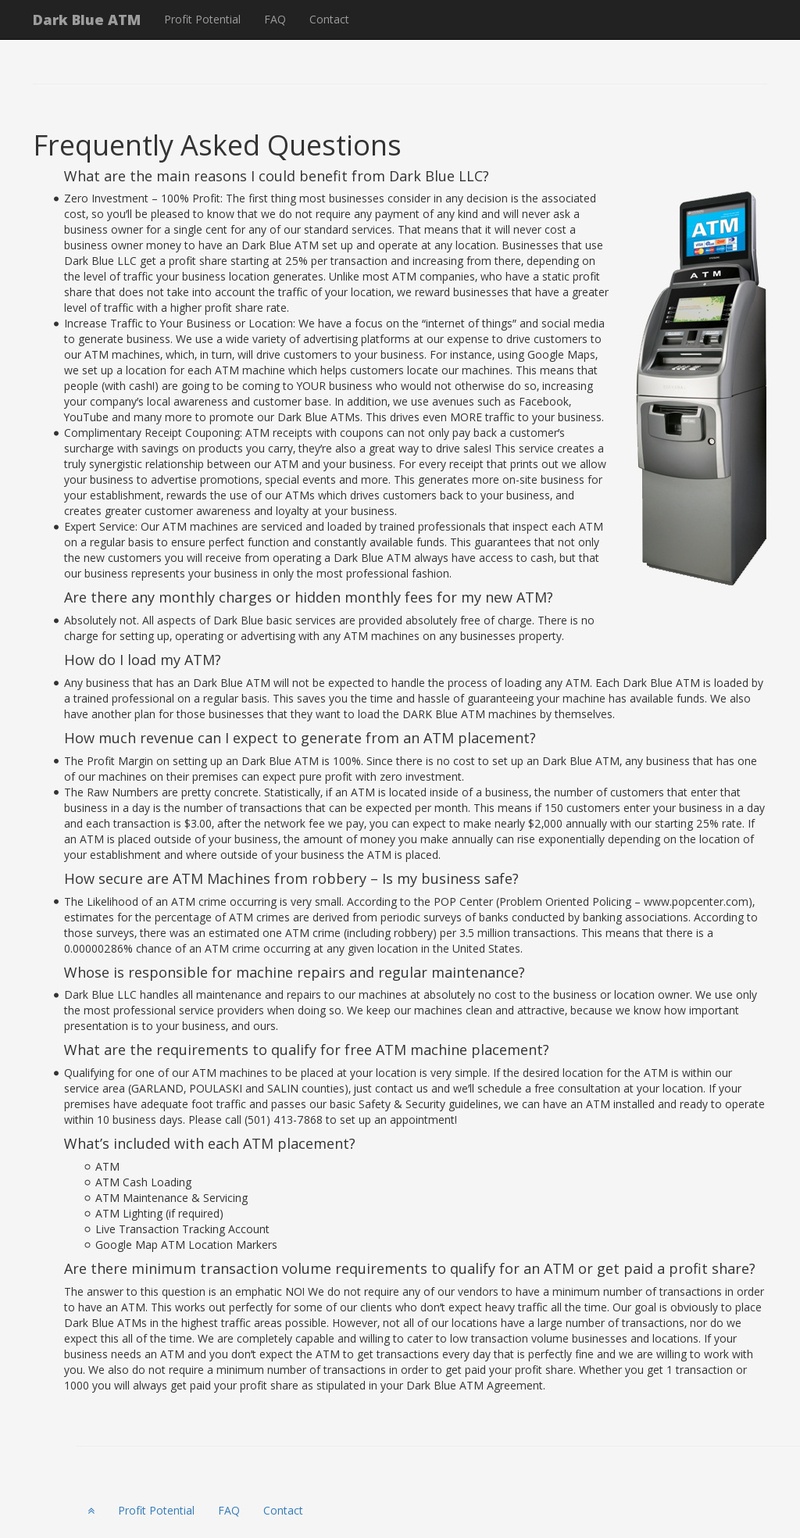 Dark Blue ATM Profit Potential FAQ Contact
Frequently Asked Questions
What are the main reasons I could benefit from Dark Blue LLC?
Zero Investment – 100% Profit: The first thing most businesses consider in any decision is the associated
cost, so you'll be pleased to know that we do not require any payment of any kind and will never ask a
business owner for a single cent for any of our standard services. That means that it will never cost a
business owner money to have an Dark Blue ATM set up and operate at any location. Businesses that use
Dark Blue LLC get a profit share starting at 25% per transaction and increasing from there, depending on
the level of traffic your business location generates. Unlike most ATM companies, who have a static profit
share that does not take into account the traffic of your location, we reward businesses that have a greater
level of traffic with a higher profit share rate.
Increase Traffic to Your Business or Location: We have a focus on the “internet of things” and social media
to generate business. We use a wide variety of advertising platforms at our expense to drive customers to
our ATM machines, which, in turn, will drive customers to your business. For instance, using Google Maps,
we set up a location for each ATM machine which helps customers locate our machines. This means that
people (with cash!) are going to be coming to YOUR business who would not otherwise do so, increasing
your company's local awareness and customer base. In addition, we use avenues such as Facebook,
YouTube and many more to promote our Dark Blue ATMs. This drives even MORE traffic to your business.
Complimentary Receipt Couponing: ATM receipts with coupons can not only pay back a customer's
surcharge with savings on products you carry, they're also a great way to drive sales! This service creates a
truly synergistic relationship between our ATM and your business. For every receipt that prints out we allow
your business to advertise promotions, special events and more. This generates more on-site business for
your establishment, rewards the use of our ATMs which drives customers back to your business, and
creates greater customer awareness and loyalty at your business.
Expert Service: Our ATM machines are serviced and loaded by trained professionals that inspect each ATM
on a regular basis to ensure perfect function and constantly available funds. This guarantees that not only
the new customers you will receive from operating a Dark Blue ATM always have access to cash, but that
our business represents your business in only the most professional fashion.
ATM
ATM
Are there any monthly charges or hidden monthly fees for my new ATM?
Absolutely not. All aspects of Dark Blue basic services are provided absolutely free of charge. There is no
charge for setting up, operating or advertising with any ATM machines on any businesses property.
How do I load my ATM?
Any business that has an Dark Blue ATM will not be expected to handle the process of loading any ATM. Each Dark Blue ATM is loaded by
a trained professional on a regular basis. This saves you the time and hassle of guaranteeing your machine has available funds. We also
have another plan for those businesses that they want to load the DARK Blue ATM machines by themselves.
How much revenue can I expect to generate from an ATM placement?
The Profit Margin on setting up an Dark Blue ATM is 100%. Since there is no cost to set up an Dark Blue ATM, any business that has one
of our machines on their premises can expect pure profit with zero investment.
The Raw Numbers are pretty concrete. Statistically, if an ATM is located inside of a business, the number of customers that enter that
business in a day is the number of transactions that can be expected per month. This means if 150 customers enter your business in a day
and each transaction is $3.00, after the network fee we pay, you can expect to make nearly $2,000 annually with our starting 25% rate. If
an ATM is placed outside of your business, the amount of money you make annually can rise exponentially depending on the location of
your establishment and where outside of your business the ATM is placed.
How secure are ATM Machines from robbery – Is my business safe?
The Likelihood of an ATM crime occurring is very small. According to the POP Center (Problem Oriented Policing – www.popcenter.com),
estimates for the percentage of ATM crimes are derived from periodic surveys of banks conducted by banking associations. According to
those surveys, there was an estimated one ATM crime (including robbery) per 3.5 million transactions. This means that there is a
0.00000286% chance of an ATM crime occurring at any given location in the United States.
Whose is responsible for machine repairs and regular maintenance?
Dark Blue LLC handles all maintenance and repairs to our machines at absolutely no cost to the business or location owner. We use only
the most professional service providers when doing so. We keep our machines clean and attractive, because we know how important
presentation is to your business, and ours.
What are the requirements to qualify for free ATM machine placement?
Qualifying for one of our ATM machines to be placed at your location is very simple. If the desired location for the ATM is within our
service area (GARLAND, POULASKI and SALIN counties), just contact us and we'll schedule a free consultation at your location. If your
premises have adequate foot traffic and passes our basic Safety & Security guidelines, we can have an ATM installed and ready to operate
within 10 business days. Please call (501) 413-7868 to set up an appointment!
What's included with each ATM placement?
ATM
ATM Cash Loading
ATM Maintenance & Servicing
ATM Lighting (if required)
Live Transaction Tracking Account
Google Map ATM Location Markers
Are there minimum transaction volume requirements to qualify for an ATM or get paid a profit share?
The answer to this question is an emphatic NO! We do not require any of our vendors to have a minimum number of transactions in order
to have an ATM. This works out perfectly for some of our clients who don't expect heavy traffic all the time. Our goal is obviously to place
Dark Blue ATMs in the highest traffic areas possible. However, not all of our locations have a large number of transactions, nor do we
expect this all of the time. We are completely capable and willing to cater to low transaction volume businesses and locations. If your
business needs an ATM and you don't expect the ATM to get transactions every day that is perfectly fine and we are willing to work with
you. We also do not require a minimum number of transactions in order to get paid your profit share. Whether you get 1 transaction or
1000 you will always get paid your profit share as stipulated in your Dark Blue ATM Agreement.
Profit Potential FAQ Contact